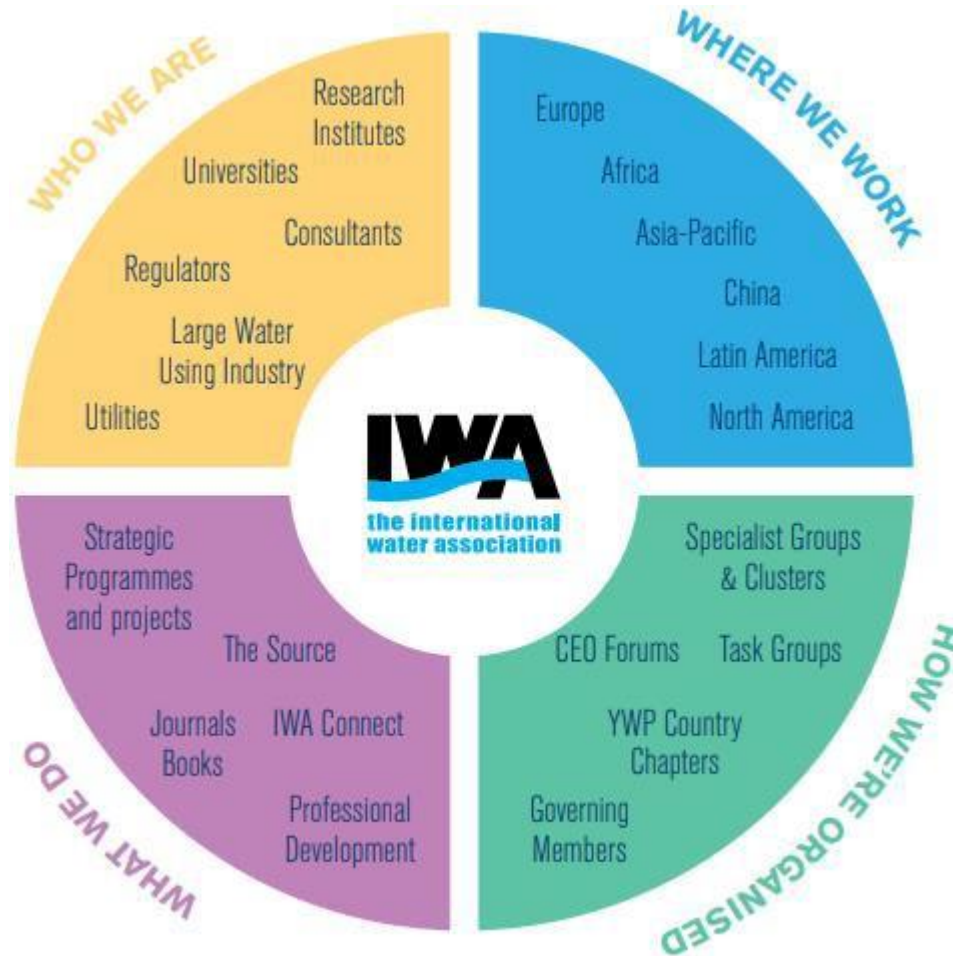 WHO WE ARE
Research
Institutes
Universities
Consultants
Regulators
Large Water
Using Industry
Utilities
WHERE WE WORK
Europe
Africa
Asia-Pacific
China
Latin America
North America
IWA
the international
water association
WHAT WE DO
Strategic
Programmes
and projects
The Source
Journals
Books
IWA Connect
Professional
Development
HOW WE'RE ORGANISED
Specialist Groups
& Clusters
CEO Forums
Task Groups
YWP Country
Chapters
Governing
Members